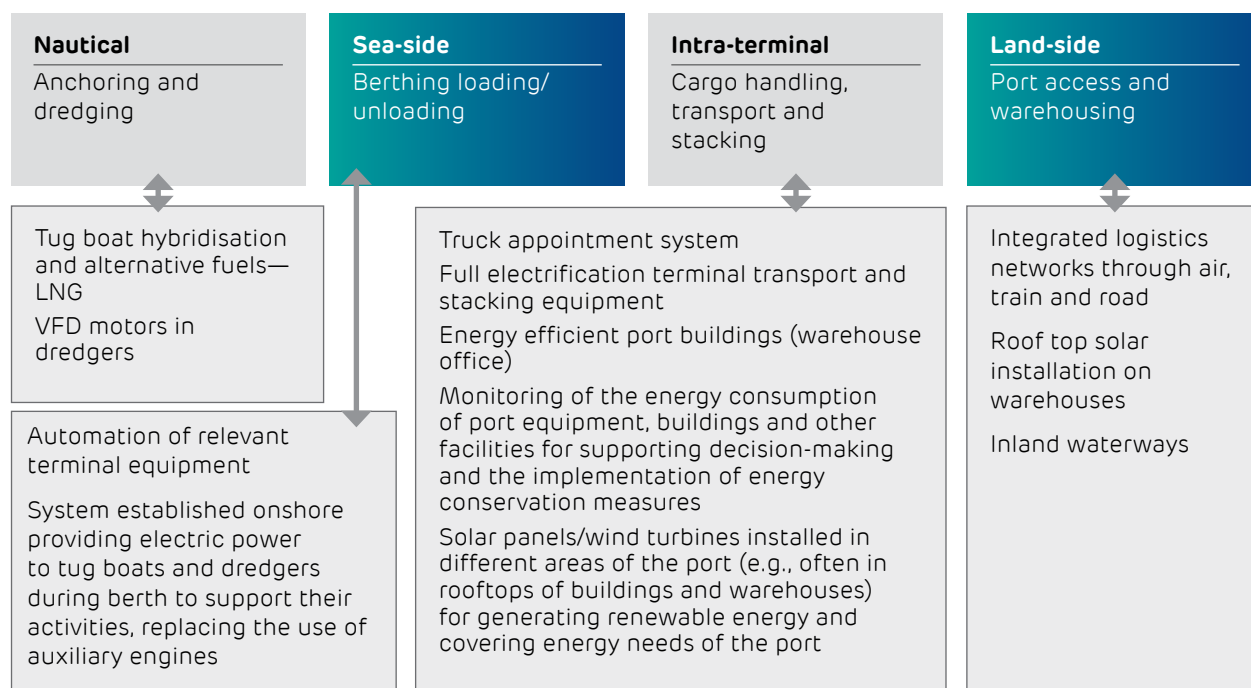 Nautical
Anchoring and
dredging
Sea-side
Berthing loading/
unloading
Intra-terminal
Cargo handling,
transport and
stacking
Land-side
Port access and
warehousing
Tug boat hybridisation
and alternative fuels—
LNG
VFD motors in
dredgers
Automation of relevant
terminal equipment
System established onshore
providing electric power
to tug boats and dredgers
during berth to support their
activities, replacing the use of
auxiliary engines
Truck appointment system
Full electrification terminal transport and
stacking equipment
Energy efficient port buildings (warehouse
office)
Monitoring of the energy consumption
of port equipment, buildings and other
facilities for supporting decision-making
and the implementation of energy
conservation measures
Solar panels/wind turbines installed in
different areas of the port (e.g., often in
rooftops of buildings and warehouses)
for generating renewable energy and
covering energy needs of the port
Integrated logistics
networks through air,
train and road
Roof top solar
installation on
warehouses
Inland waterways